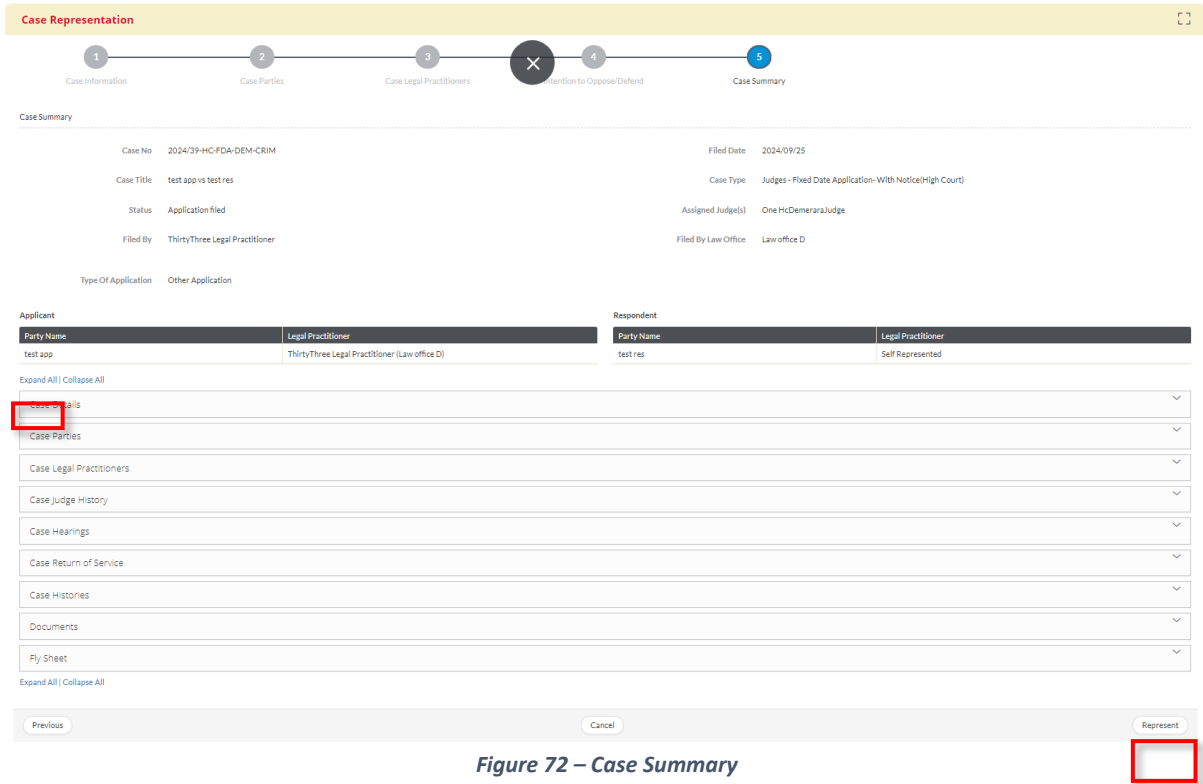 Case Representation
1 2 3 4 5
Case Information Case Parties Case Legal Practitioners ntention to Oppose/Defend Case Summary
Case Summary
Case No 2024/39-HC-FDA-DEM-CRIM Filed Date 2024/09/25
Case Title test app vs test res Case Type Judges - Fixed Date Application- With Notice(High Court)
Status Application filed Assigned Judge(s) One HcDemeraraJudge
Filed By ThirtyThree Legal Practitioner Filed By Law Office Law office D
Type Of Application Other Application
Applicant Respondent
Party Name Legal Practitioner Party Name Legal Practitioner
test app ThirtyThree Legal Practitioner (Law office D) test res Self Represented
Expand All | Collapse All
Case Details
Case Parties
Case Legal Practitioners
Case Judge History
Case Hearings
Case Return of Service
Case Histories
Documents
Fly Sheet
Expand All | Collapse All
Previous Cancel Represent
Figure 72 – Case Summary